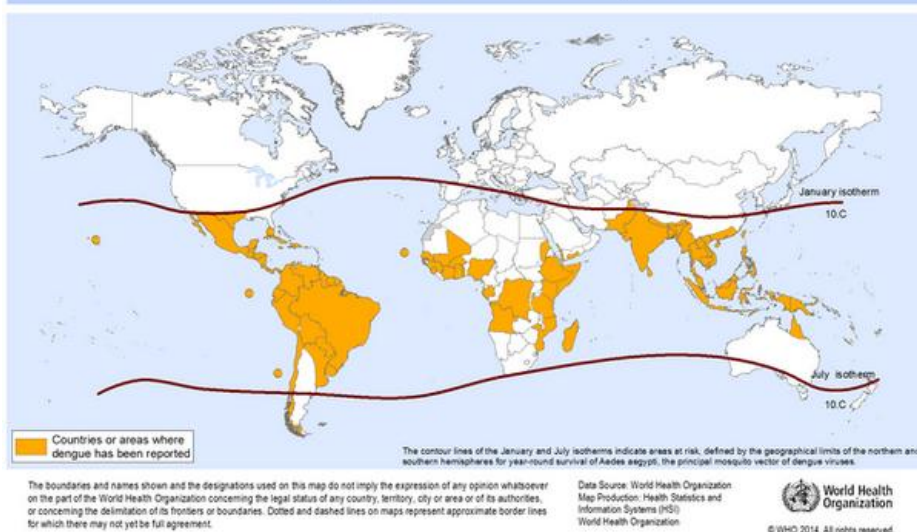 January isotherm
10.C
July isotherm
10.C
Countries or areas where
dengue has been reported
The contour lines of the January and July isotherms indicate areas at risk, defined by the geographical limits of the northern and
southern hemispheres for year-round survival of Aedes aegypti, the principal mosquito vector of dengue viruses.
The boundaries and names shown and the designations used on this map do not imply the expression of any opinion whatsoever
on the part of the World Health Organization concerning the legal status of any country, territory, city or area or of its authorities,
or concerning the delimitation of its frontiers or boundaries. Dotted and dashed lines on maps represent approximate border lines
for which there may not yet be full agreement.
Data Source: World Health Organization
Map Production: Health Statistics and
Information Systems (HSI)
World Health Organization
World Health
Organization
© WHO 2014. All rights reserved.